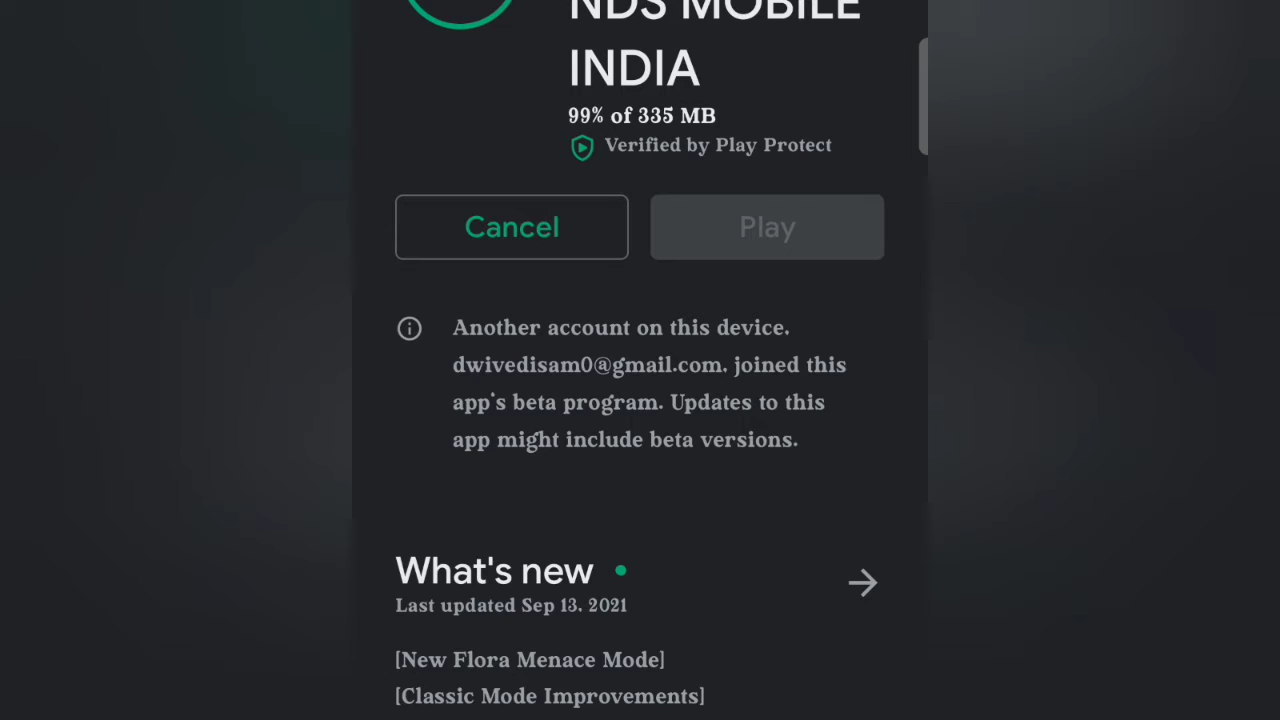 NDS MOBILE
INDIA
99% of 335 MB
Verified by Play Protect
Cancel
Play
Another account on this device,
dwivedisam0@gmail.com, joined this
app's beta program. Updates to this
app might include beta versions.
What's new
Last updated Sep 13, 2021
[New Flora Menace Mode]
[Classic Mode Improvements]